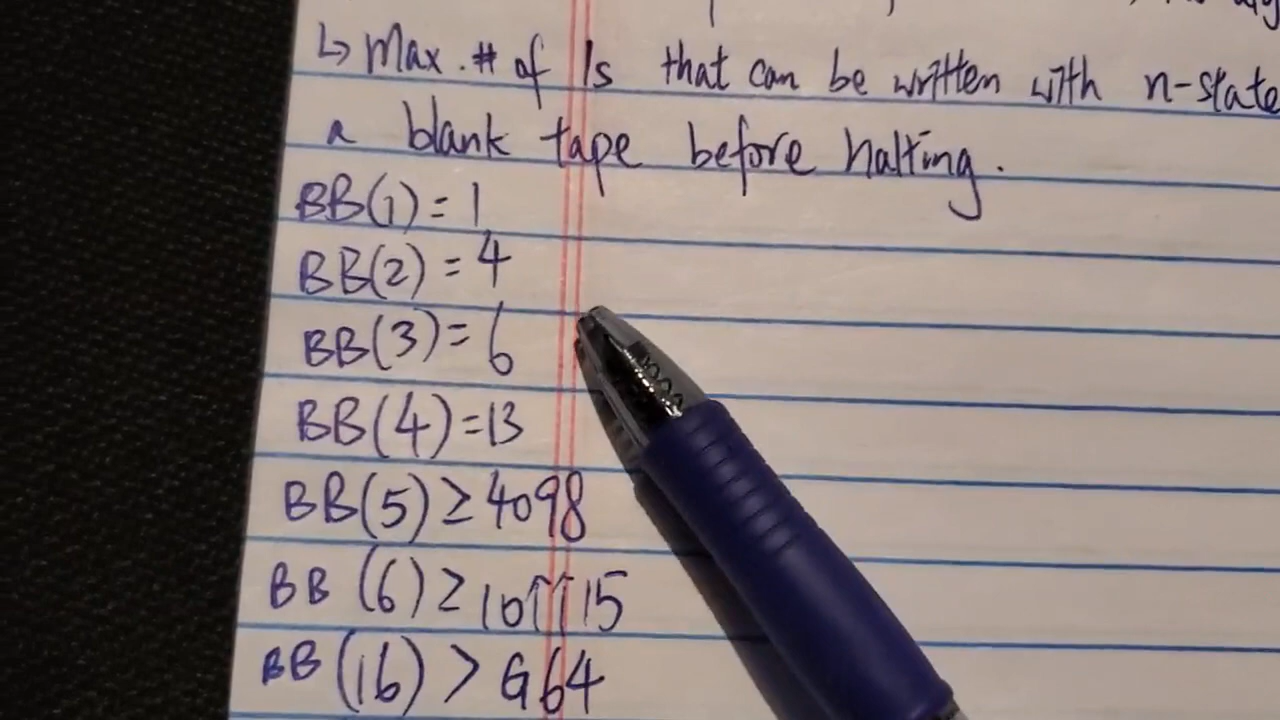 ↳ Max. # of 1s that can be written with n-state
a blank tape before halting.
BB(1) = 1
BB(2) = 4
BB(3) = 6
BB(4) = 13
BB(5) ≥ 4098
BB (6) ≥ 10↑↑15
BB (16) > G64